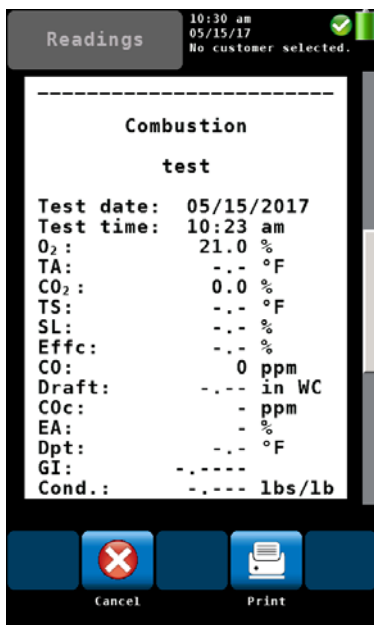 Readings
10:30 am
05/15/17
No customer selected.
------------------------
Combustion
test
Test date: 05/15/2017
Test time: 10:23 am
O₂: 21.0 %
TA: -.- °F
CO₂: 0.0 %
TS: -.- °F
SL: -.- %
Effc: -.- %
CO: 0 ppm
Draft: -.-- in WC
COc: - ppm
EA: - %
Dpt: -.- °F
GI: -.----
Cond.: -.--- lbs/lb
Cancel
Print